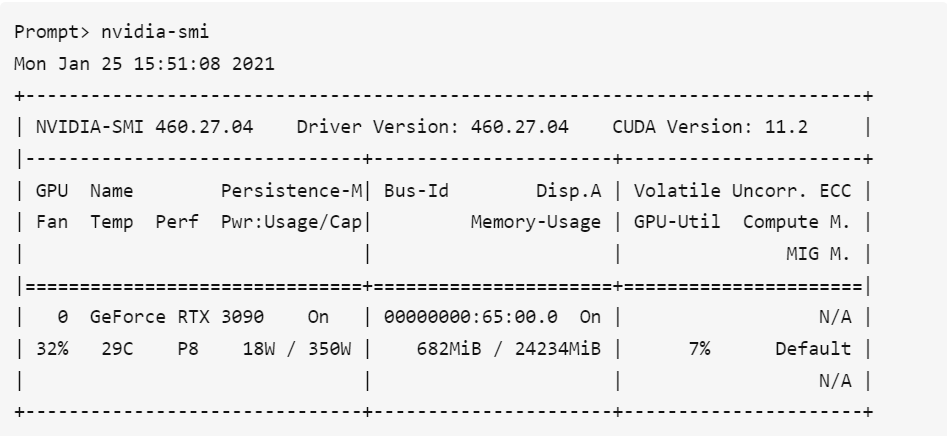 Prompt> nvidia-smi
Mon Jan 25 15:51:08 2021
+-----------------------------------------------------------------------------+
| NVIDIA-SMI 460.27.04    Driver Version: 460.27.04    CUDA Version: 11.2     |
|-------------------------------+----------------------+----------------------+
| GPU  Name        Persistence-M| Bus-Id        Disp.A | Volatile Uncorr. ECC |
| Fan  Temp  Perf  Pwr:Usage/Cap|         Memory-Usage | GPU-Util  Compute M. |
|                               |                      |               MIG M. |
|===============================+======================+======================|
|   0  GeForce RTX 3090    On   | 00000000:65:00.0  On |                  N/A |
| 32%   29C    P8    18W / 350W |    682MiB / 24234MiB |      7%      Default |
|                               |                      |                  N/A |
+-------------------------------+----------------------+----------------------+